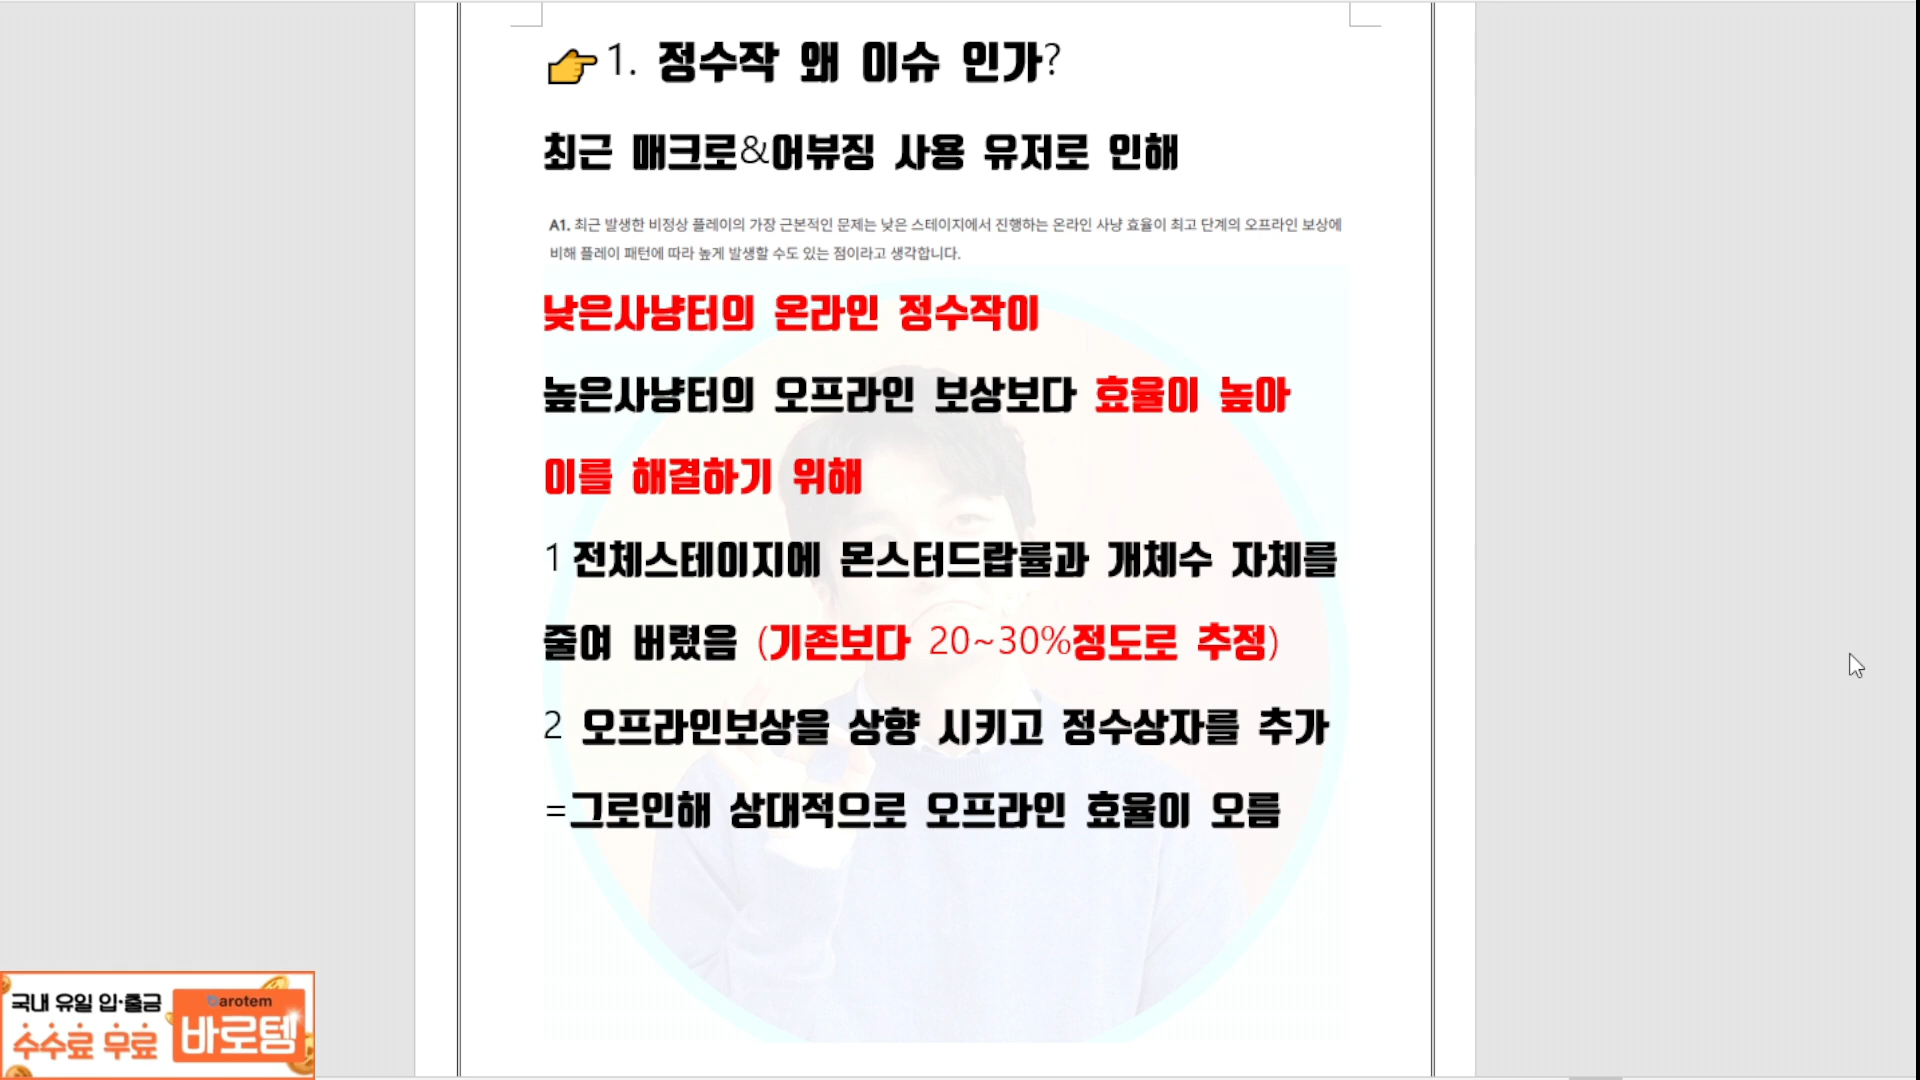 👉1. 정수작 왜 이슈 인가?
최근 매크로&어뷰징 사용 유저로 인해
A1. 최근 발생한 비정상 플레이의 가장 근본적인 문제는 낮은 스테이지에서 진행하는 온라인 사냥 효율이 최고 단계의 오프라인 보상에
비해 플레이 패턴에 따라 높게 발생할 수도 있는 점이라고 생각합니다.
낮은사냥터의 온라인 정수작이
높은사냥터의 오프라인 보상보다 효율이 높아
이를 해결하기 위해
1 전체스테이지에 몬스터드랍률과 개체수 자체를
줄여 버렸음 (기존보다 20~30%정도로 추정)
2 오프라인보상을 상향 시키고 정수상자를 추가
=그로인해 상대적으로 오프라인 효율이 오름
국내 유일 입·출금
수수료 무료
barotem
바로템